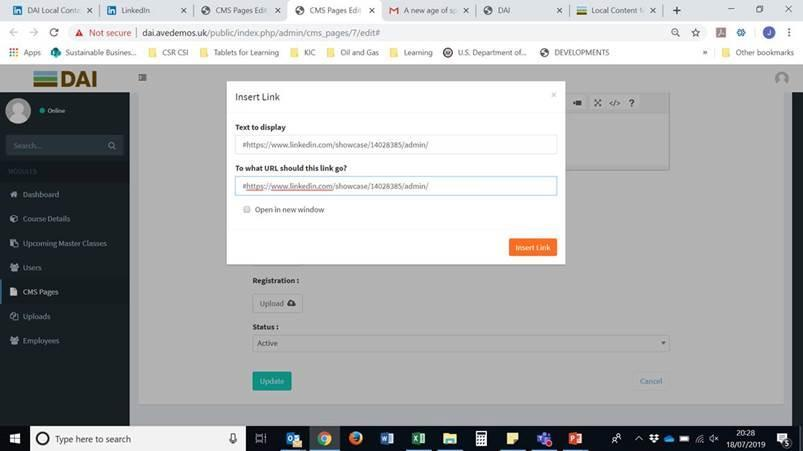 DAI Local Conte
LinkedIn
CMS Pages Edit
CMS Pages Edit
A new age of sp
DAI
Local Content M
Not secure
dai.avedemos.uk/public/index.php/admin/cms_pages/7/edit#
Apps
Sustainable Busines...
CSR CSI
Tablets for Learning
KIC
Oil and Gas
Learning
U.S. Department of...
DEVELOPMENTS
Other bookmarks
DAI
Online
Search...
MODULES
Dashboard
Course Details
Upcoming Master Classes
Users
CMS Pages
Uploads
Employees
Insert Link
×
Text to display
#https://www.linkedin.com/showcase/14028385/admin/
To what URL should this link go?
#https://www.linkedin.com/showcase/14028385/admin/
Open in new window
Insert Link
Registration :
Upload
Status :
Active
Update
Cancel
Type here to search
20:28
18/07/2019
5